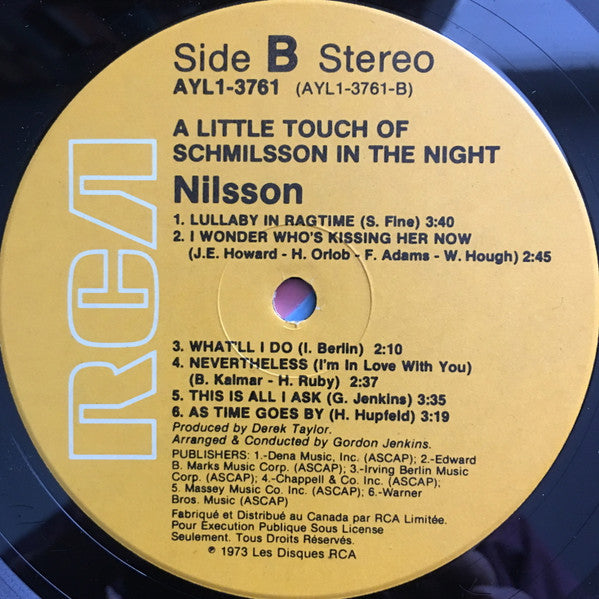 Side B Stereo
AYL1-3761 (AYL1-3761-B)
A LITTLE TOUCH OF
SCHMILSSON IN THE NIGHT
Nilsson
1. LULLABY IN RAGTIME (S. Fine) 3:40
2. I WONDER WHO'S KISSING HER NOW
(J.E. Howard - H. Orlob - F. Adams - W. Hough) 2:45
RCA
3. WHAT'LL I DO (I. Berlin) 2:10
4. NEVERTHELESS (I'm In Love With You)
(B. Kalmar - H. Ruby) 2:37
5. THIS IS ALL I ASK (G. Jenkins) 3:35
6. AS TIME GOES BY (H. Hupfeld) 3:19
Produced by Derek Taylor.
Arranged & Conducted by Gordon Jenkins.
PUBLISHERS: 1.-Dena Music, Inc. (ASCAP); 2.-Edward
B. Marks Music Corp. (ASCAP); 3.-Irving Berlin Music
Corp. (ASCAP); 4.-Chappell & Co. Inc. (ASCAP);
5. Massey Music Co. Inc. (ASCAP); 6.-Warner
Bros. Music (ASCAP)
Fabriqué et Distribué au Canada par RCA Limitée.
Pour Execution Publique Sous License
Seulement. Tous Droits Réservés.
℗ 1973 Les Disques RCA